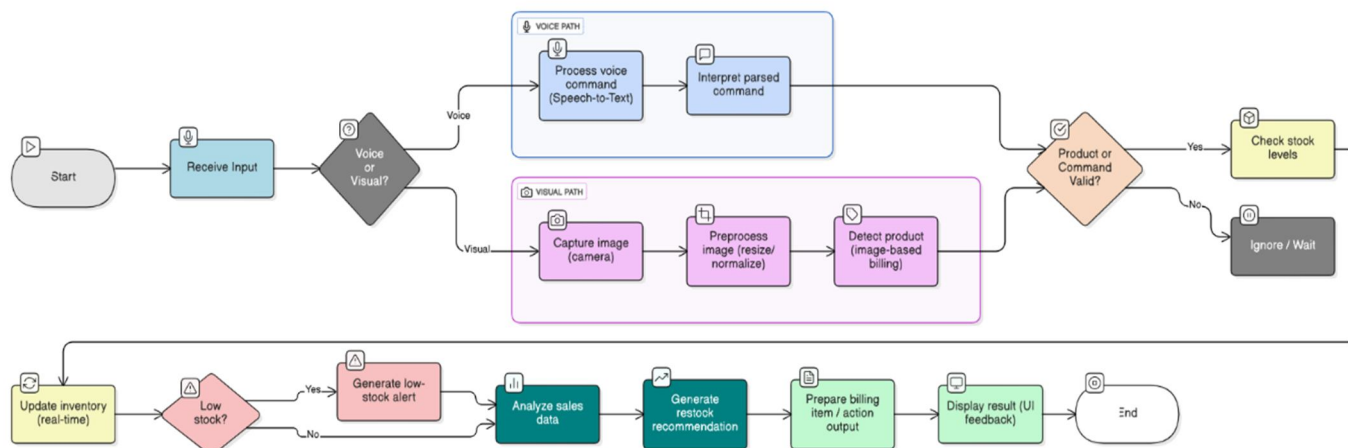 VOICE PATH
Process voice
command
(Speech-to-Text)
Interpret parsed
command
Voice
Start
Receive Input
Voice
or
Visual?
Product or
Command
Valid?
Yes
Check stock
levels
No
Ignore / Wait
VISUAL PATH
Visual
Capture image
(camera)
Preprocess
image (resize/
normalize)
Detect product
(image-based
billing)
Update inventory
(real-time)
Low
stock?
Yes
Generate low-
stock alert
No
Analyze sales
data
Generate
restock
recommendation
Prepare billing
item / action
output
Display result (UI
feedback)
End